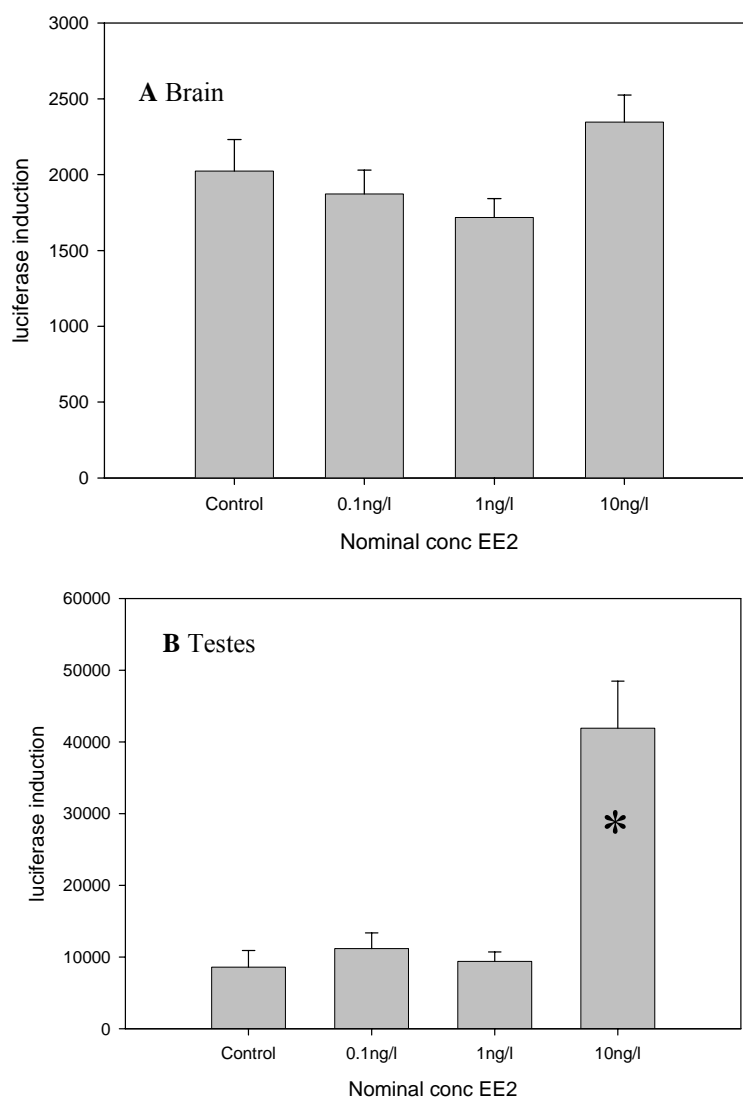 3000
A Brain
2500
2000
1500
1000
500
0
luciferase induction
Control 0.1ng/l 1ng/l 10ng/l
Nominal conc EE2
60000
B Testes
50000
40000
30000
*
20000
10000
0
luciferase induction
Control 0.1ng/l 1ng/l 10ng/l
Nominal conc EE2